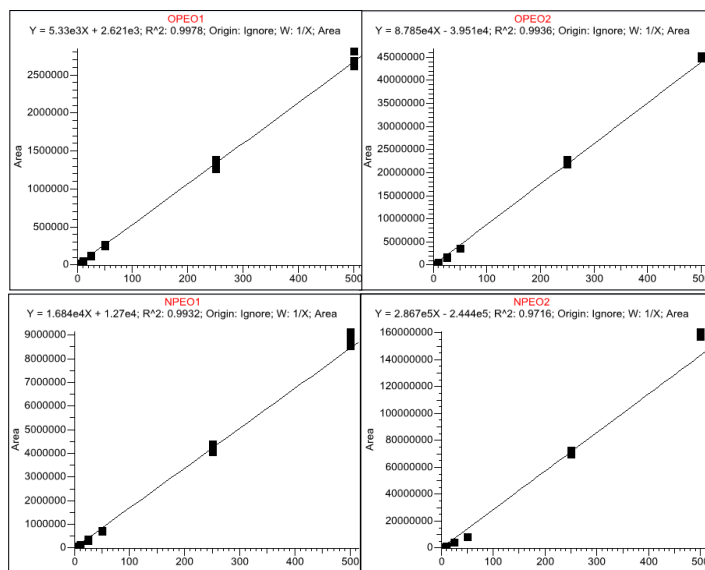 OPEO1
Y = 5.33e3X + 2.621e3; R^2: 0.9978; Origin: Ignore; W: 1/X; Area
2500000
2000000
1500000
1000000
500000
0
Area
0 100 200 300 400 500
OPEO2
Y = 8.785e4X - 3.951e4; R^2: 0.9936; Origin: Ignore; W: 1/X; Area
45000000
40000000
35000000
30000000
25000000
20000000
15000000
10000000
5000000
0
Area
0 100 200 300 400 500
NPEO1
Y = 1.684e4X + 1.27e4; R^2: 0.9932; Origin: Ignore; W: 1/X; Area
9000000
8000000
7000000
6000000
5000000
4000000
3000000
2000000
1000000
0
Area
0 100 200 300 400 500
NPEO2
Y = 2.867e5X - 2.444e5; R^2: 0.9716; Origin: Ignore; W: 1/X; Area
160000000
140000000
120000000
100000000
80000000
60000000
40000000
20000000
0
Area
0 100 200 300 400 500